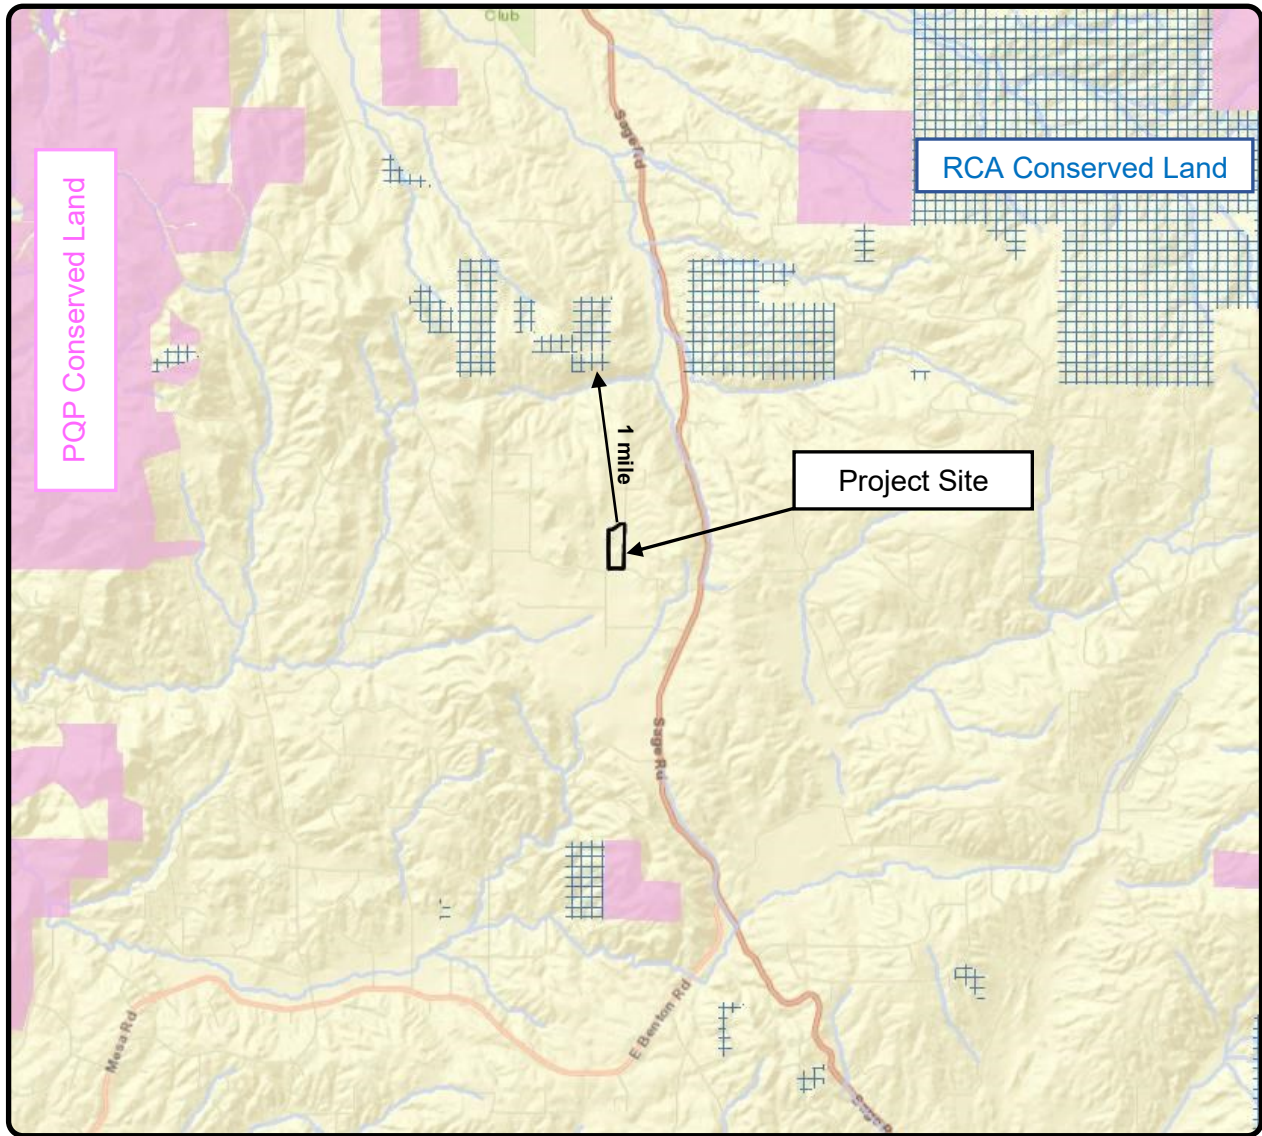 Club
Sage Rd
RCA Conserved Land
PQP Conserved Land
1 mile
Project Site
Sage Rd
E Benton Rd
Mesa Rd
Sage R